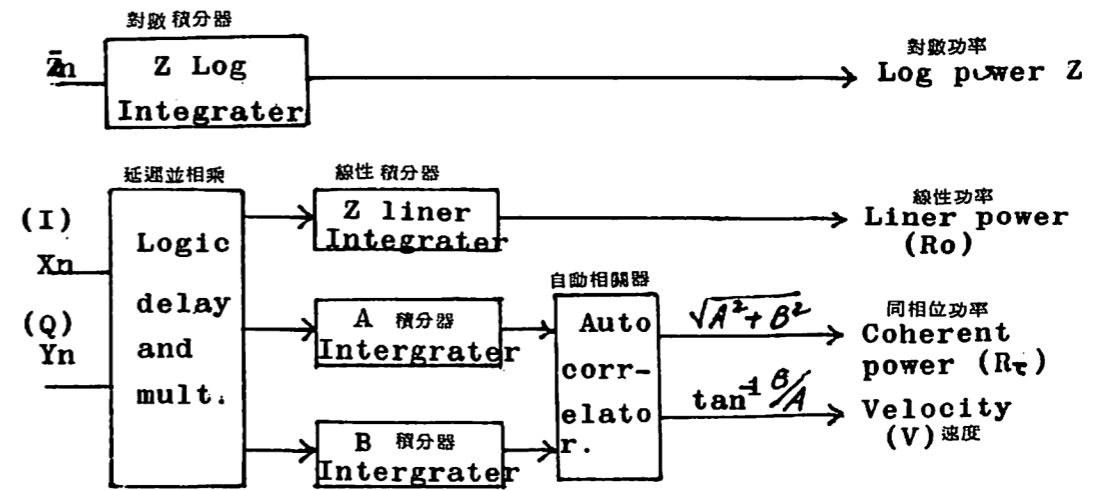 對數積分器
Z̄n
Z Log
Integrater
對數功率
Log power Z
延遲並相乘
(I)
Xn
(Q)
Yn
Logic
delay
and
mult.
線性積分器
Z liner
Integrater
線性功率
Liner power
(Ro)
A 積分器
Intergrater
B 積分器
Intergrater
自動相關器
Auto
corr-
elato
r.
√A²+B²
同相位功率
Coherent
power (Rτ)
tan⁻¹ B/A
Velocity
(V) 速度